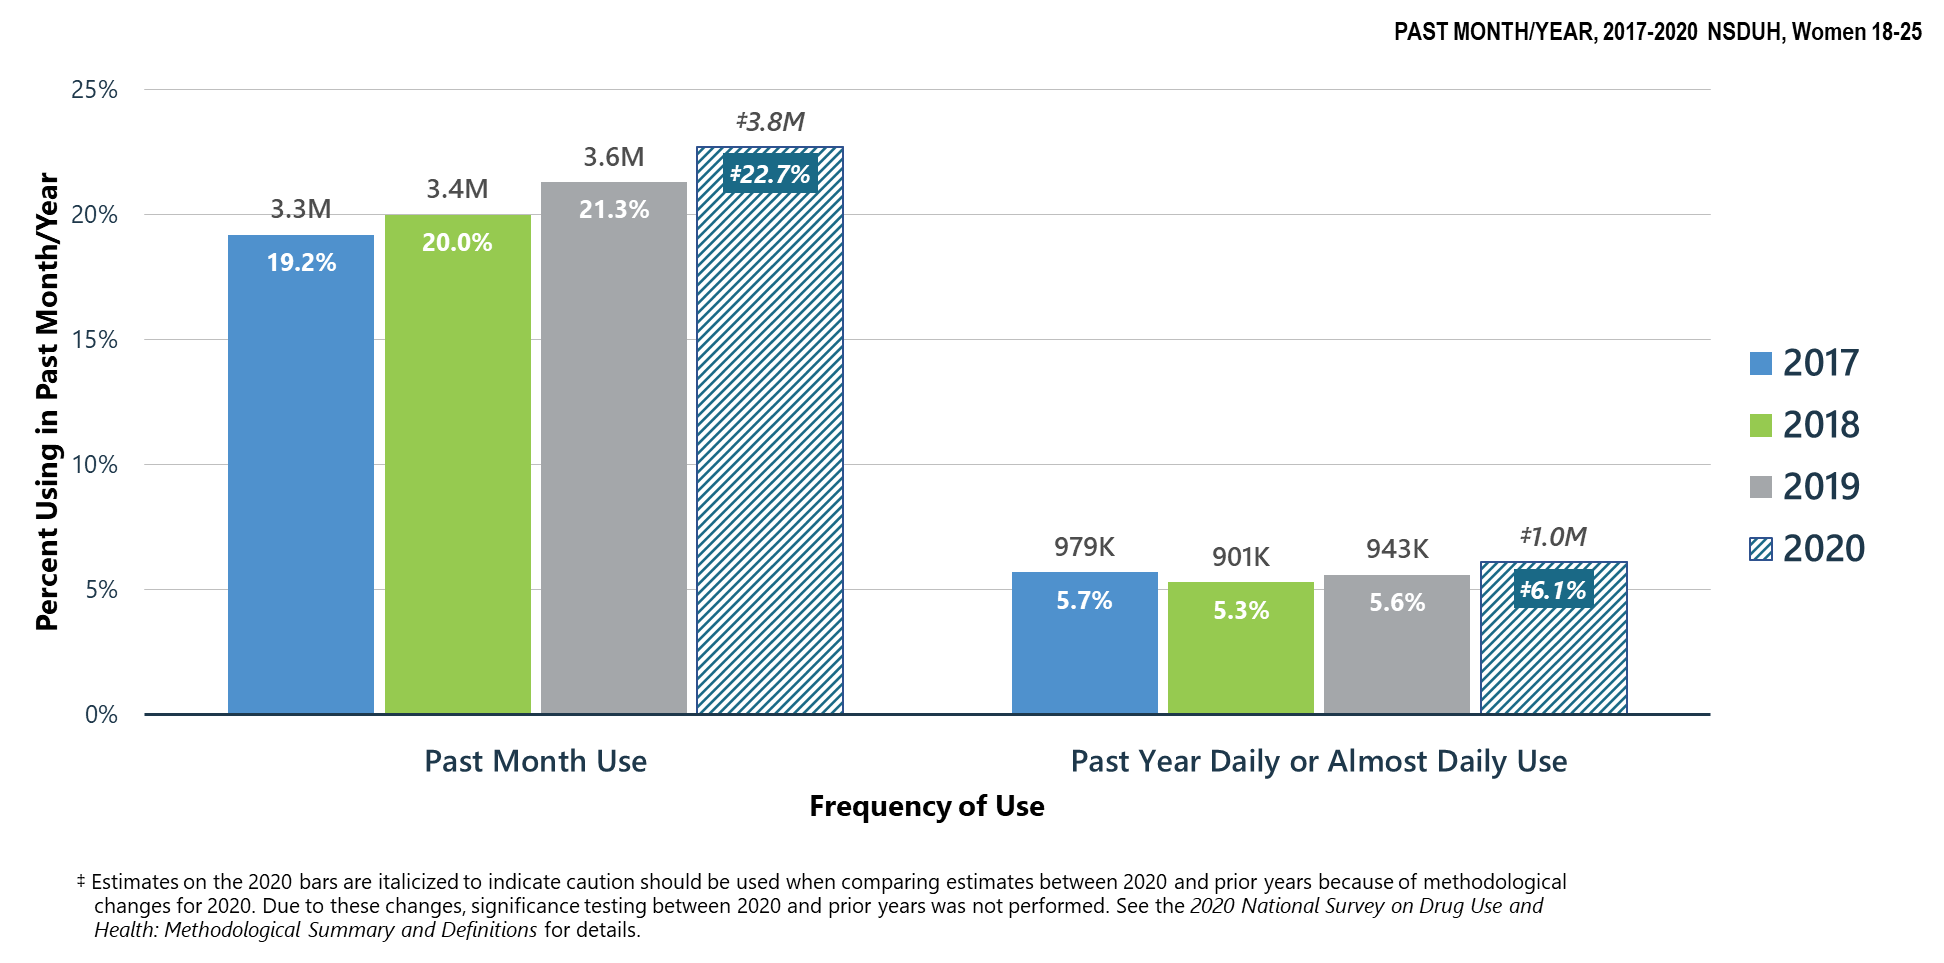 PAST MONTH/YEAR, 2017-2020 NSDUH, Women 18-25
Percent Using in Past Month/Year
25%
20%
15%
10%
5%
0%
3.3M
19.2%
3.4M
20.0%
3.6M
21.3%
‡3.8M
‡22.7%
979K
5.7%
901K
5.3%
943K
5.6%
‡1.0M
‡6.1%
2017
2018
2019
2020
Past Month Use
Past Year Daily or Almost Daily Use
Frequency of Use
‡ Estimates on the 2020 bars are italicized to indicate caution should be used when comparing estimates between 2020 and prior years because of methodological
changes for 2020. Due to these changes, significance testing between 2020 and prior years was not performed. See the 2020 National Survey on Drug Use and
Health: Methodological Summary and Definitions for details.